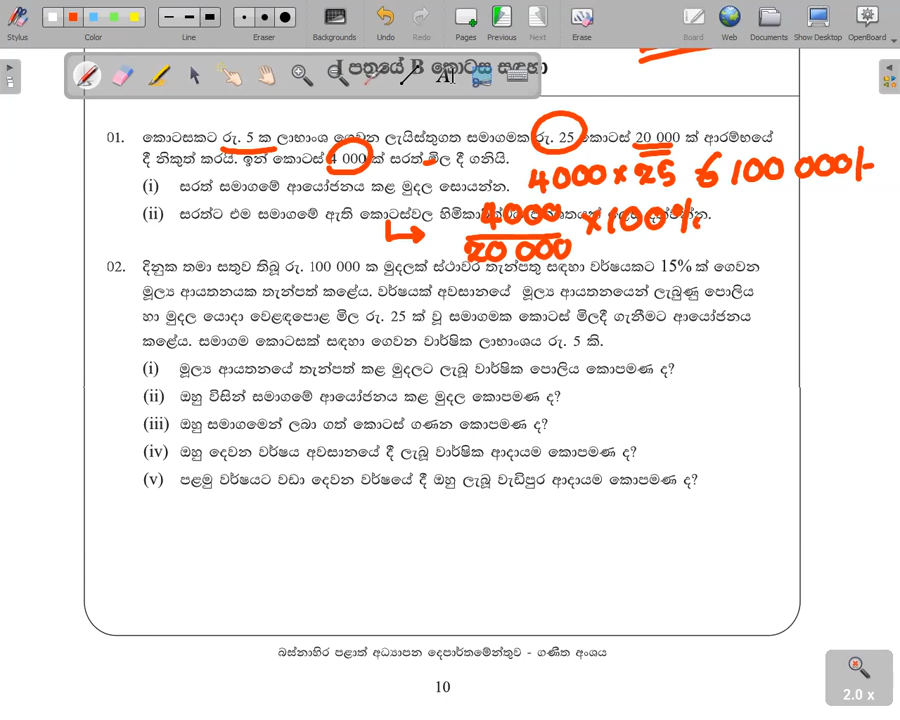 Stylus Color Line Eraser Backgrounds Undo Redo Pages Previous Next Erase Board Web Documents Show Desktop OpenBoard
I පත්‍රයේ B කොටස සඳහා
01. කොටසකට රු. 5 ක ලාභාංශ ගෙවන ලැයිස්තුගත සමාගමක රු. 25 කොටස් 20 000 ක් ආරම්භයේ
දී නිකුත් කරයි. ඉන් කොටස් 4 000 ක් සරත් මිල දී ගනියි.
(i) සරත් සමාගමේ ආයෝජනය කළ මුදල සොයන්න.
4000 × 25 = 6 100 000/-
(ii) සරත්ට එම සමාගමේ ඇති කොටස්වල
4000
20 000
× 100%
02. දිනුක තමා සතුව තිබූ රු. 100 000 ක මුදලක් ස්ථාවර තැන්පතු සඳහා වර්ෂයකට 15% ක් ගෙවන
මූල්‍ය ආයතනයක තැන්පත් කළේය. වර්ෂයක් අවසානයේ මූල්‍ය ආයතනයෙන් ලැබුණු පොලිය
හා මුදල යොදා වෙළඳපොළ මිල රු. 25 ක් වූ සමාගමක කොටස් මිලදී ගැනීමට ආයෝජනය
කළේය. සමාගම කොටසක් සඳහා ගෙවන වාර්ෂික ලාභාංශය රු. 5 කි.
(i) මූල්‍ය ආයතනයේ තැන්පත් කළ මුදලට ලැබූ වාර්ෂික පොලිය කොපමණ ද?
(ii) ඔහු විසින් සමාගමේ ආයෝජනය කළ මුදල කොපමණ ද?
(iii) ඔහු සමාගමෙන් ලබා ගත් කොටස් ගණන කොපමණ ද?
(iv) ඔහු දෙවන වර්ෂය අවසානයේ දී ලැබූ වාර්ෂික ආදායම කොපමණ ද?
(v) පළමු වර්ෂයට වඩා දෙවන වර්ෂයේ දී ඔහු ලැබූ වැඩිපුර ආදායම කොපමණ ද?
බස්නාහිර පළාත් අධ්‍යාපන දෙපාර්තමේන්තුව - ගණිත අංශය
10
2.0 x